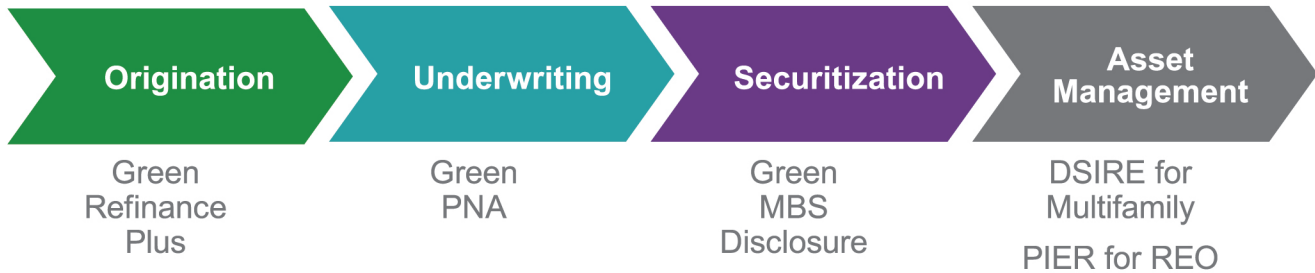 Origination
Underwriting
Securitization
Asset
Management
Green
Refinance
Plus
Green
PNA
Green
MBS
Disclosure
DSIRE for
Multifamily
PIER for REO